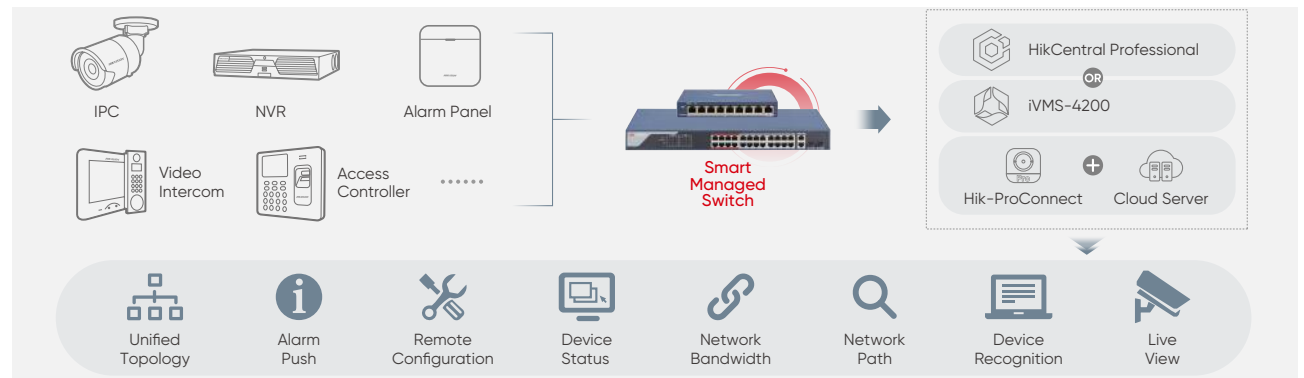 IPC
NVR
Alarm Panel
Video
Intercom
Access
Controller
......
Smart
Managed
Switch
HikCentral Professional
OR
iVMS-4200
Pro
Hik-ProConnect
Cloud Server
Unified
Topology
Alarm
Push
Remote
Configuration
Device
Status
Network
Bandwidth
Network
Path
Device
Recognition
Live
View